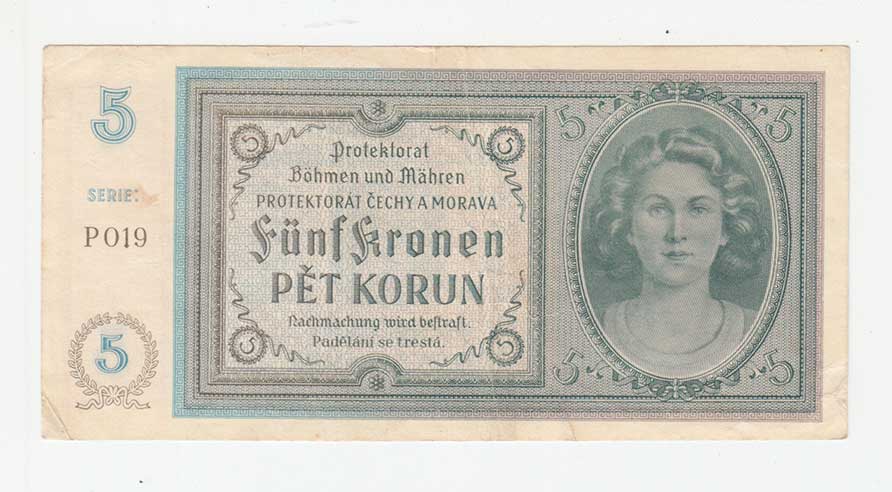 5
SERIE:
P019
5
Protektorat
Böhmen und Mähren
PROTEKTORÁT ČECHY A MORAVA
Fünf Kronen
PĚT KORUN
Nachmachung wird bestraft.
Padělání se trestá.
5 5
5 5
5 5
5 5